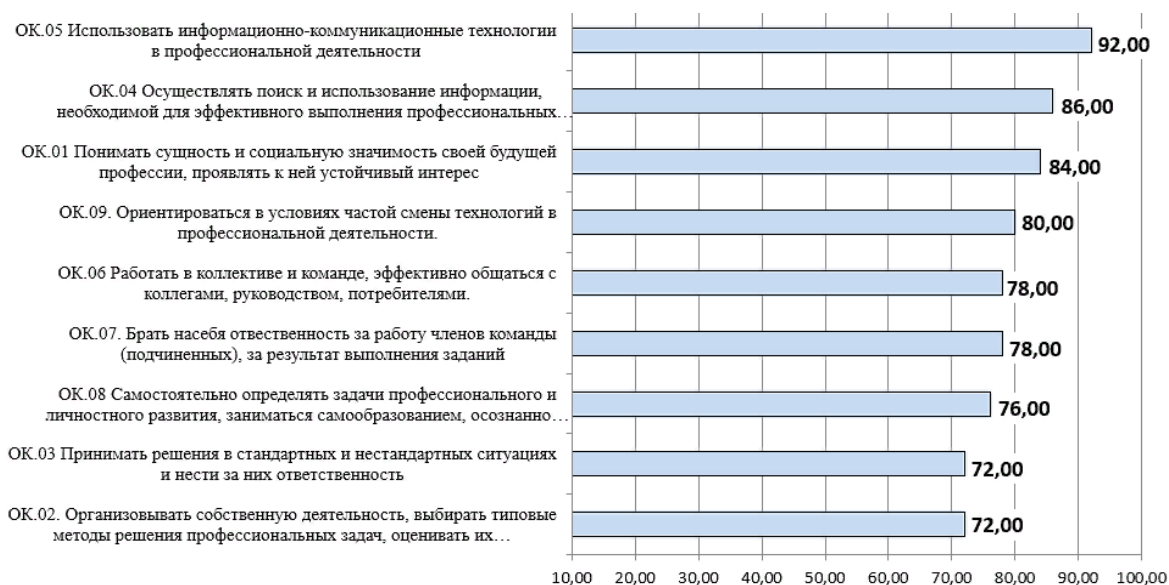 ОК.05 Использовать информационно-коммуникационные технологии
в профессиональной деятельности
92,00
ОК.04 Осуществлять поиск и использование информации,
необходимой для эффективного выполнения профессиональных…
86,00
ОК.01 Понимать сущность и социальную значимость своей будущей
профессии, проявлять к ней устойчивый интерес
84,00
ОК.09. Ориентироваться в условиях частой смены технологий в
профессиональной деятельности.
80,00
ОК.06 Работать в коллективе и команде, эффективно общаться с
коллегами, руководством, потребителями.
78,00
ОК.07. Брать насебя отвественность за работу членов команды
(подчиненных), за результат выполнения заданий
78,00
ОК.08 Самостоятельно определять задачи профессионального и
личностного развития, заниматься самообразованием, осознанно…
76,00
ОК.03 Принимать решения в стандартных и нестандартных ситуациях
и нести за них ответственность
72,00
ОК.02. Организовывать собственную деятельность, выбирать типовые
методы решения профессиональных задач, оценивать их…
72,00
10,00 20,00 30,00 40,00 50,00 60,00 70,00 80,00 90,00 100,00